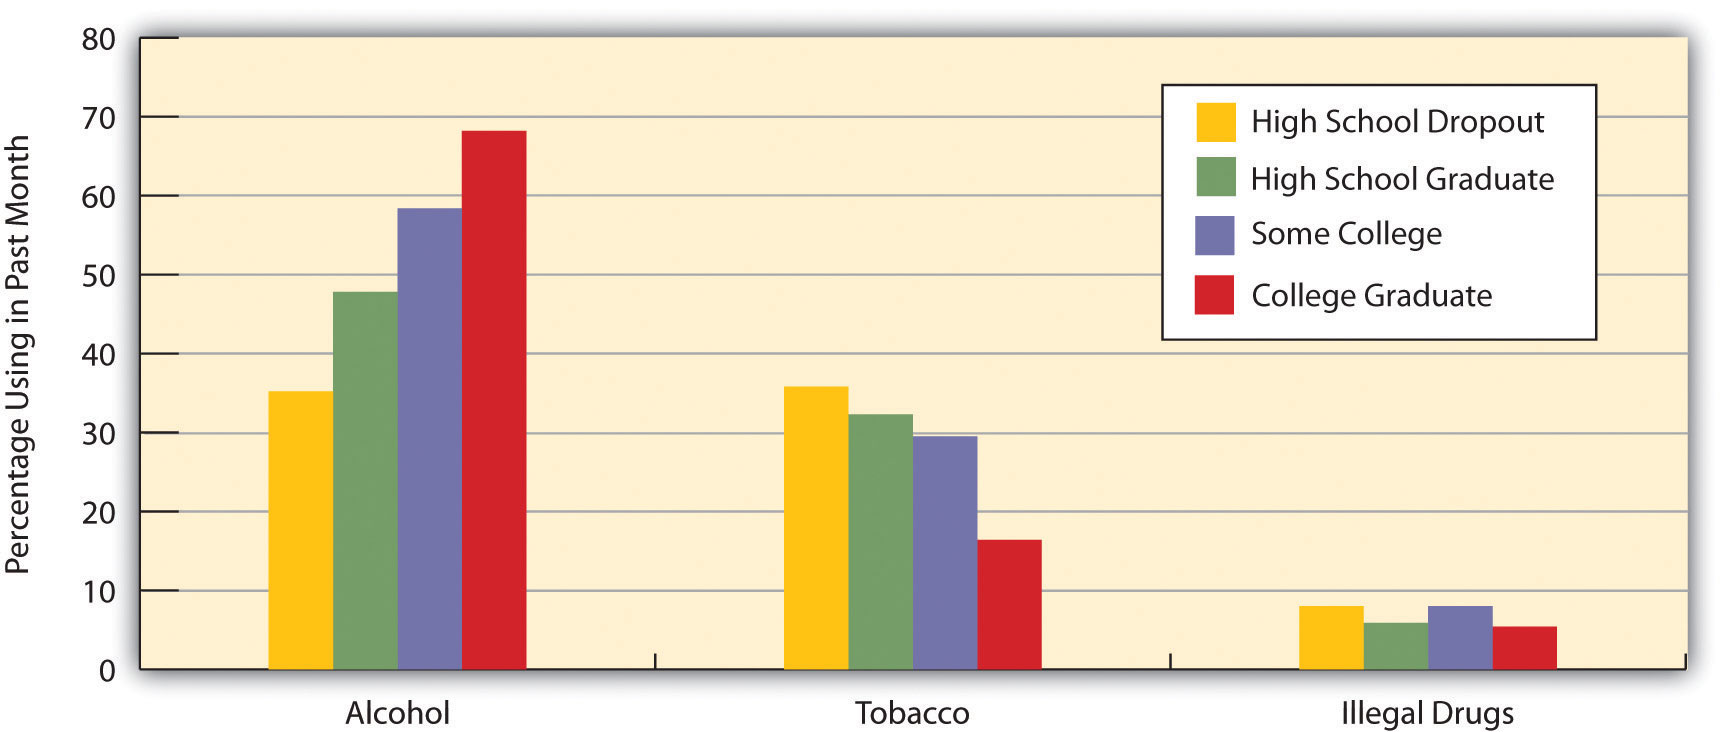 Percentage Using in Past Month
80
70
60
50
40
30
20
10
0
High School Dropout
High School Graduate
Some College
College Graduate
Alcohol
Tobacco
Illegal Drugs